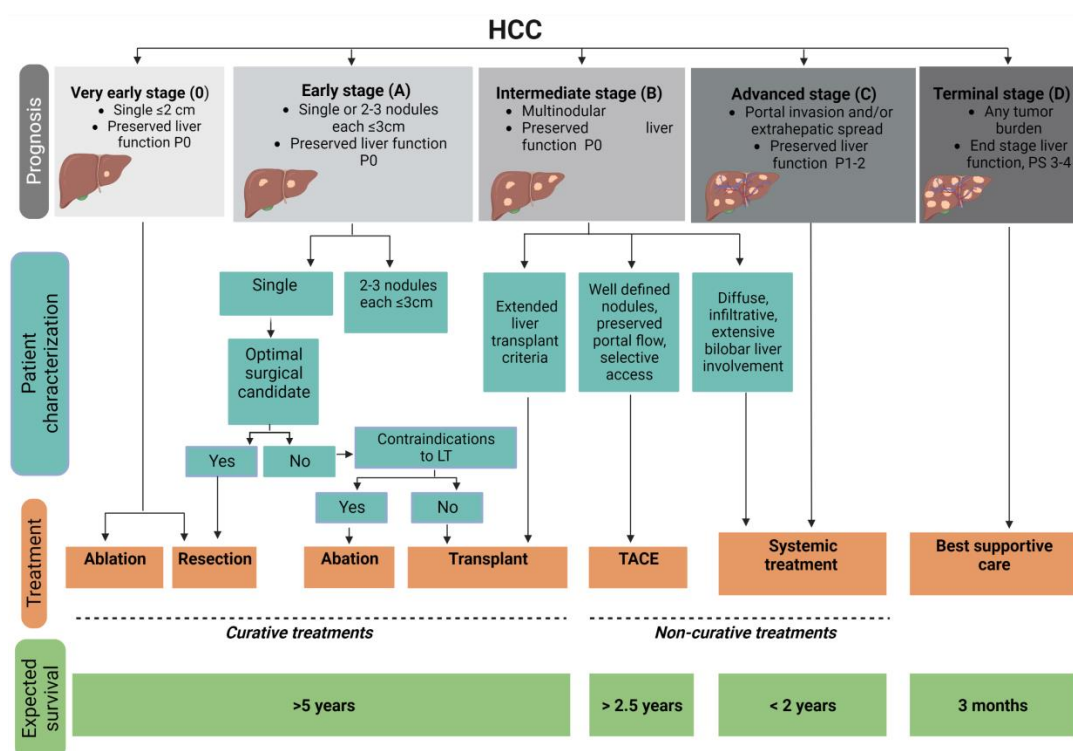 HCC
Prognosis
Very early stage (0)
• Single ≤2 cm
• Preserved liver
function P0
Early stage (A)
• Single or 2-3 nodules
each ≤3cm
• Preserved liver function
P0
Intermediate stage (B)
• Multinodular
• Preserved liver
function P0
Advanced stage (C)
• Portal invasion and/or
extrahepatic spread
• Preserved liver
function P1-2
Terminal stage (D)
• Any tumor
burden
• End stage liver
function, PS 3-4
Patient
characterization
Single
2-3 nodules
each ≤3cm
Extended
liver
transplant
criteria
Well defined
nodules,
preserved
portal flow,
selective
access
Diffuse,
infiltrative,
extensive
bilobar liver
involvement
Optimal
surgical
candidate
Yes
No
Contraindications
to LT
Yes
No
Treatment
Ablation
Resection
Abation
Transplant
TACE
Systemic
treatment
Best supportive
care
Curative treatments
Non-curative treatments
Expected
survival
>5 years
> 2.5 years
< 2 years
3 months